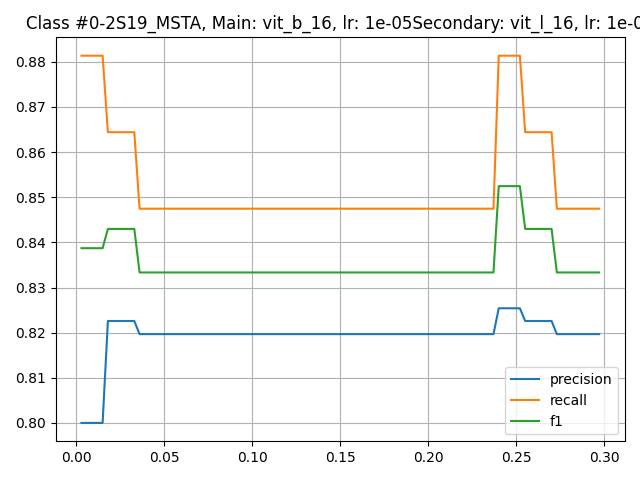 Class #0-2S19_MSTA, Main: vit_b_16, lr: 1e-05Secondary: vit_l_16, lr: 1e-0
0.88
0.87
0.86
0.85
0.84
0.83
0.82
0.81
0.80
precision
recall
f1
0.00 0.05 0.10 0.15 0.20 0.25 0.30